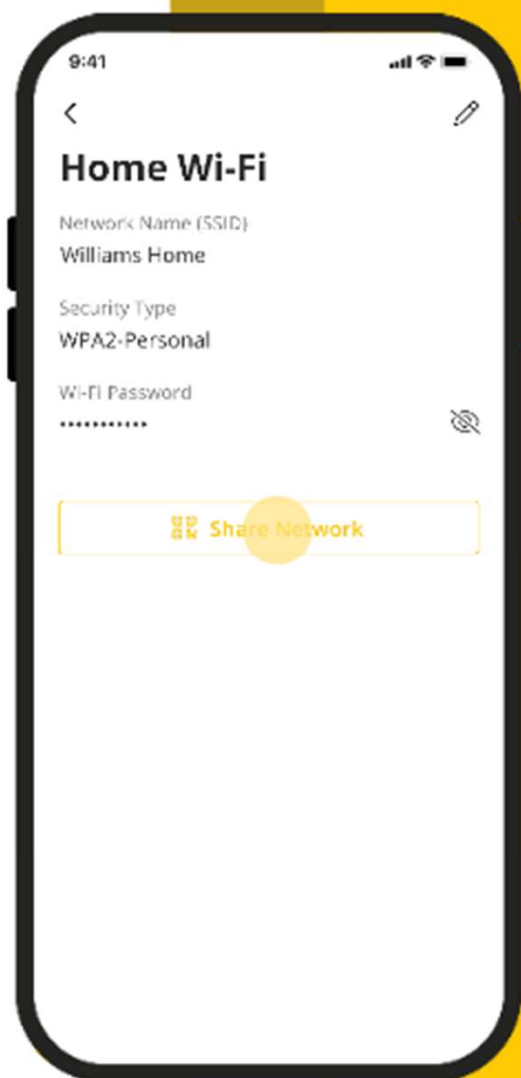 9:41
Home Wi-Fi
Network Name (SSID)
Williams Home
Security Type
WPA2-Personal
Wi-Fi Password
•••••••••••
Share Network